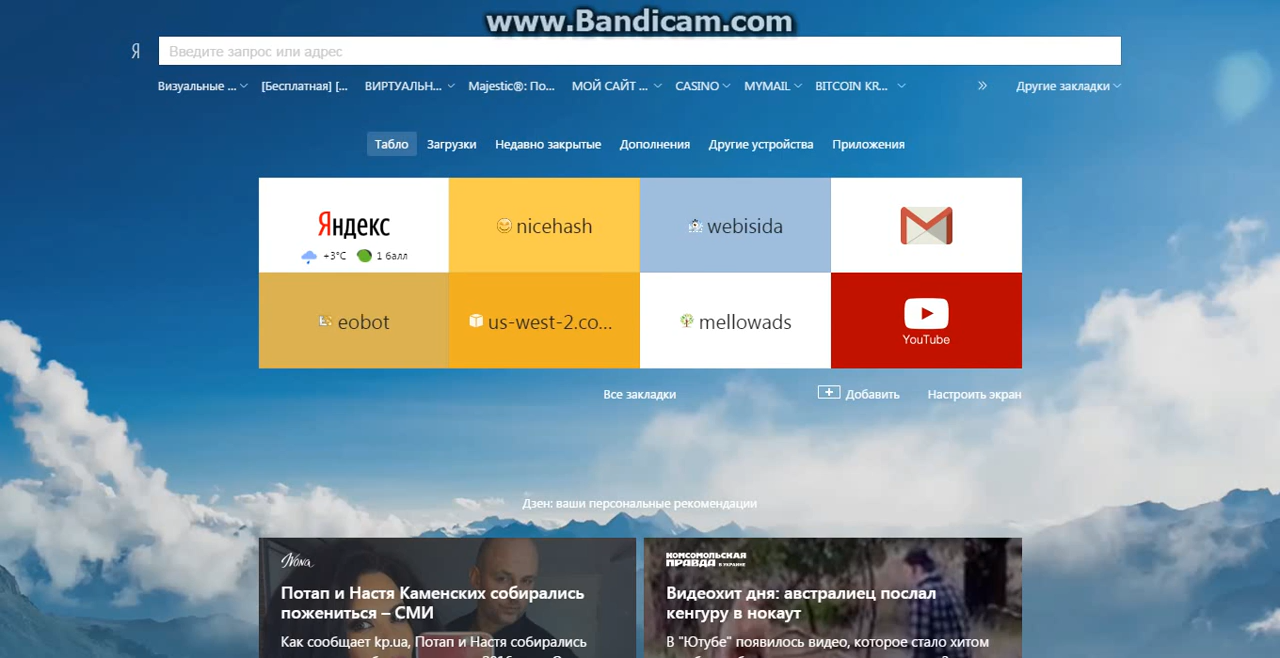 www.Bandicam.com
Я Введите запрос или адрес
Визуальные ... [Бесплатная] [... ВИРТУАЛЬН... Majestic®: По... МОЙ САЙТ ... CASINO MYMAIL BITCOIN KR... » Другие закладки
Табло Загрузки Недавно закрытые Дополнения Другие устройства Приложения
Яндекс
+3°C 1 балл
nicehash
webisida
eobot
us-west-2.co...
mellowads
YouTube
Все закладки Добавить Настроить экран
Дзен: ваши персональные рекомендации
Nona
Потап и Настя Каменских собирались
пожениться – СМИ
Как сообщает kp.ua, Потап и Настя собирались
КОМСОМОЛЬСКАЯ
ПРАВДА В УКРАИНЕ
Видеохит дня: австралиец послал
кенгуру в нокаут
В "Ютубе" появилось видео, которое стало хитом